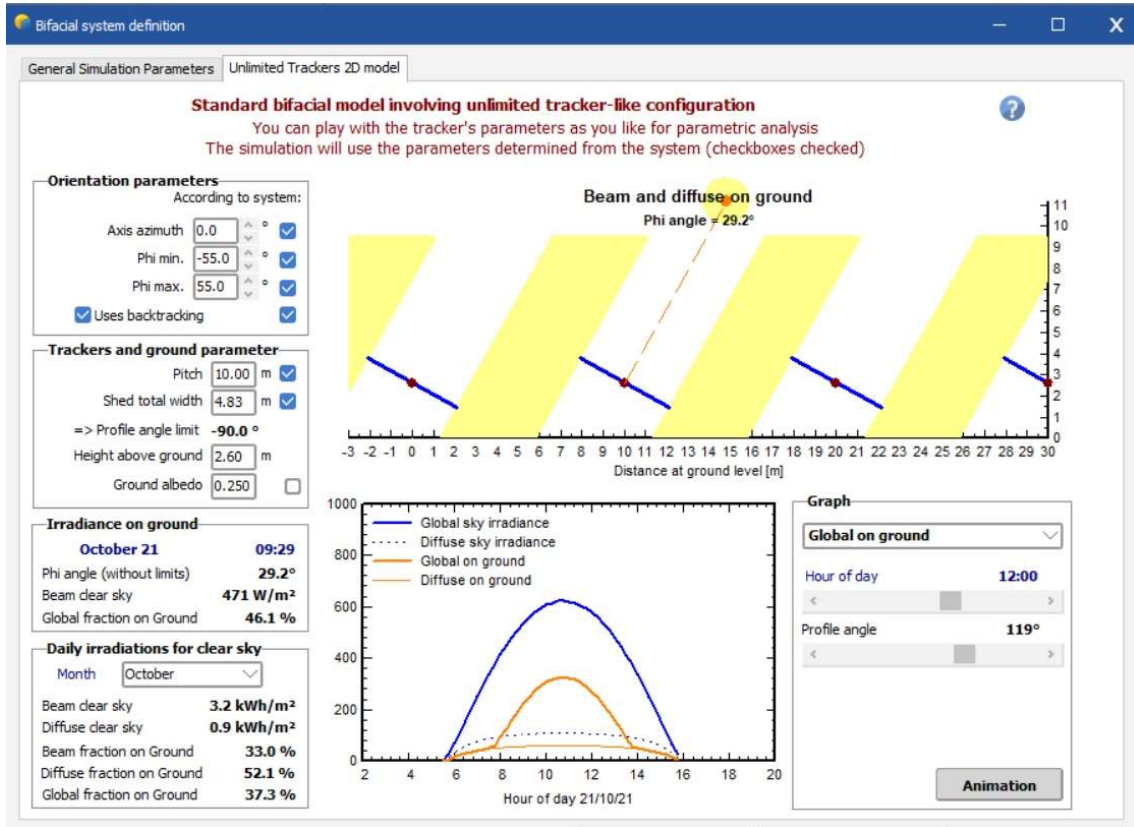 Bifacial system definition
General Simulation Parameters
Unlimited Trackers 2D model
Standard bifacial model involving unlimited tracker-like configuration
You can play with the tracker's parameters as you like for parametric analysis
The simulation will use the parameters determined from the system (checkboxes checked)
?
Orientation parameters
According to system:
Axis azimuth 0.0 °
Phi min. -55.0 °
Phi max. 55.0 °
Uses backtracking
Trackers and ground parameter
Pitch 10.00 m
Shed total width 4.83 m
=> Profile angle limit -90.0 °
Height above ground 2.60 m
Ground albedo 0.250
Irradiance on ground
October 21 09:29
Phi angle (without limits) 29.2°
Beam clear sky 471 W/m²
Global fraction on Ground 46.1 %
Daily irradiations for clear sky
Month October
Beam clear sky 3.2 kWh/m²
Diffuse clear sky 0.9 kWh/m²
Beam fraction on Ground 33.0 %
Diffuse fraction on Ground 52.1 %
Global fraction on Ground 37.3 %
Beam and diffuse on ground
Phi angle = 29.2°
11
10
9
8
7
6
5
4
3
2
1
0
-3 -2 -1 0 1 2 3 4 5 6 7 8 9 10 11 12 13 14 15 16 17 18 19 20 21 22 23 24 25 26 27 28 29 30
Distance at ground level [m]
1000
800
600
400
200
0
Global sky irradiance
Diffuse sky irradiance
Global on ground
Diffuse on ground
2 4 6 8 10 12 14 16 18 20
Hour of day 21/10/21
Graph
Global on ground
Hour of day 12:00
Profile angle 119°
Animation